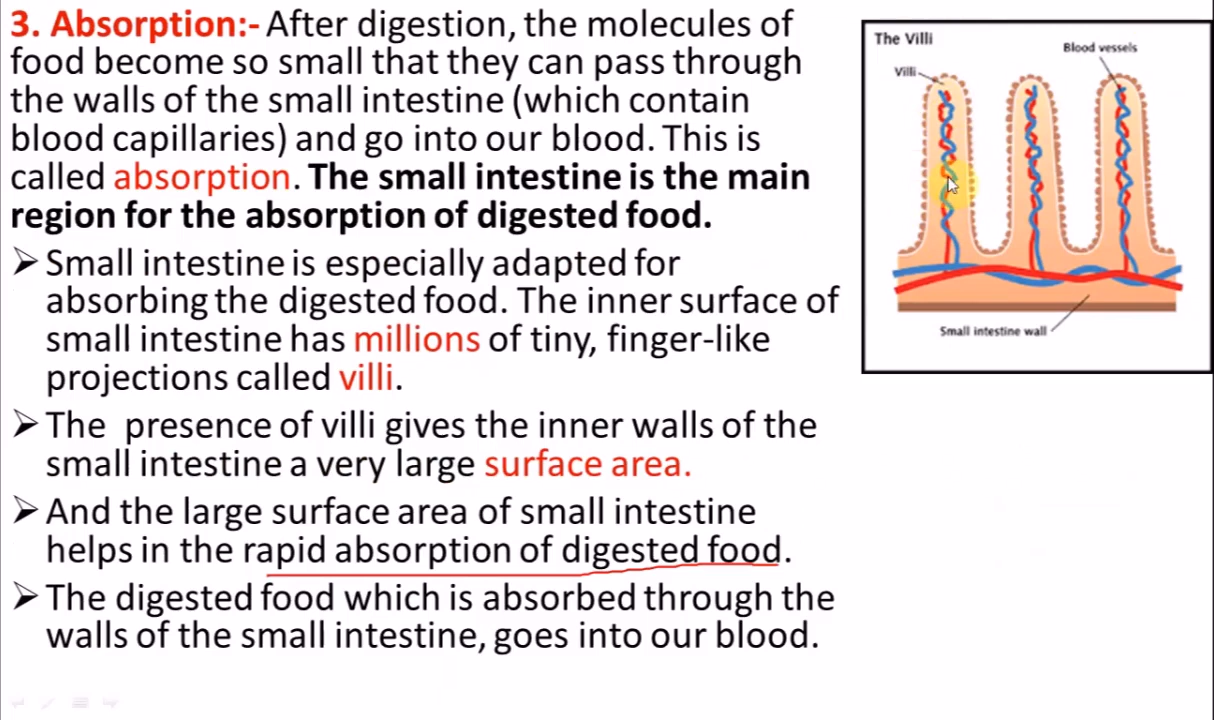 3. Absorption:- After digestion, the molecules of
food become so small that they can pass through
the walls of the small intestine (which contain
blood capillaries) and go into our blood. This is
called absorption. The small intestine is the main
region for the absorption of digested food.
➢ Small intestine is especially adapted for
absorbing the digested food. The inner surface of
small intestine has millions of tiny, finger-like
projections called villi.
➢ The presence of villi gives the inner walls of the
small intestine a very large surface area.
➢ And the large surface area of small intestine
helps in the rapid absorption of digested food.
➢ The digested food which is absorbed through the
walls of the small intestine, goes into our blood.
The Villi
Blood vessels
Villi
Small intestine wall